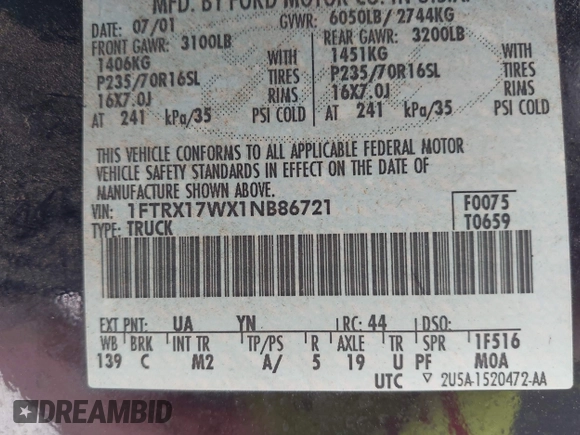 MFD. BY FORD MOTOR CO. IN U.S.A.
DATE: 07/01 GVWR: 6050LB/ 2744KG
FRONT GAWR: 3100LB REAR GAWR: 3200LB
1406KG WITH 1451KG WITH
P235/70R16SL TIRES P235/70R16SL TIRES
16X7.0J RIMS 16X7.0J RIMS
AT 241 kPa/35 PSI COLD AT 241 kPa/35 PSI COLD
THIS VEHICLE CONFORMS TO ALL APPLICABLE FEDERAL MOTOR
VEHICLE SAFETY STANDARDS IN EFFECT ON THE DATE OF
MANUFACTURE SHOWN ABOVE.
VIN: 1FTRX17WX1NB86721 F0075
TYPE: TRUCK T0659
EXT PNT: UA YN RC: 44 DSO:
WB BRK INT TR TP/PS R AXLE TR SPR 1F516
139 C M2 A/ 5 19 U PF M0A
UTC ▽ 2U5A-1520472-AA
DREAMBID